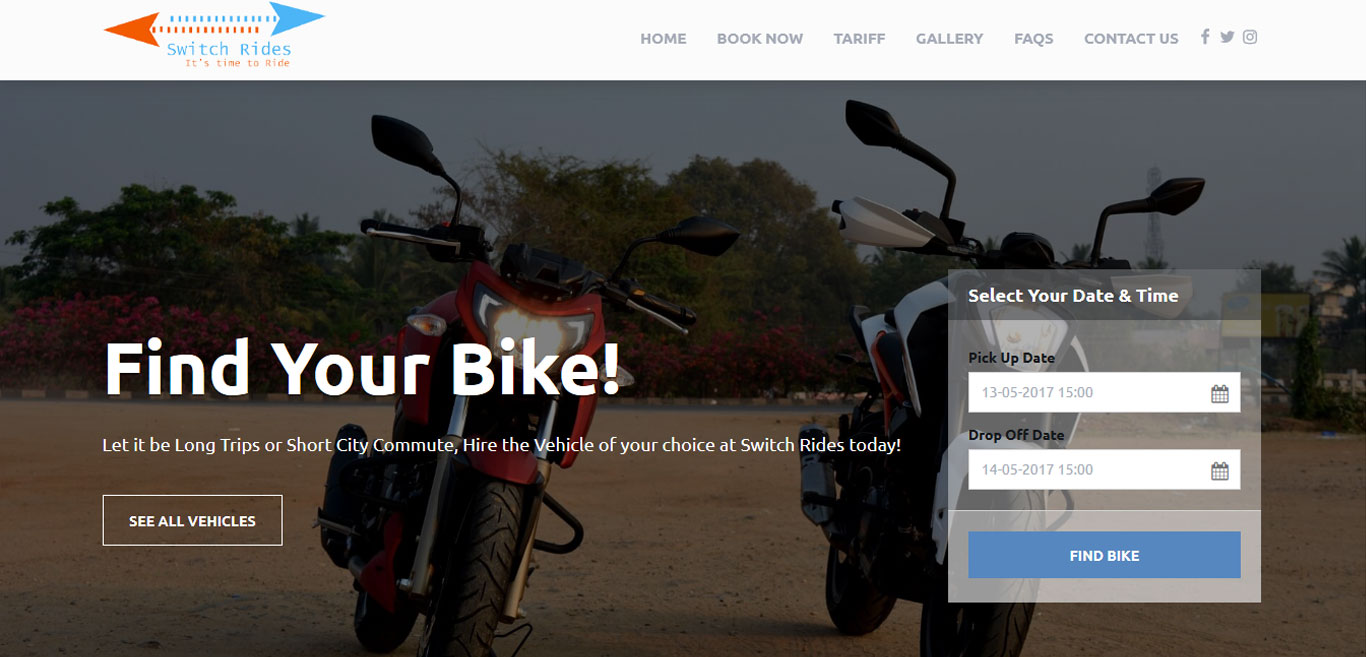 Switch Rides
It's time to Ride
HOME BOOK NOW TARIFF GALLERY FAQS CONTACT US
Select Your Date & Time
Pick Up Date
13-05-2017 15:00
Drop Off Date
14-05-2017 15:00
FIND BIKE
Find Your Bike!
Let it be Long Trips or Short City Commute, Hire the Vehicle of your choice at Switch Rides today!
SEE ALL VEHICLES